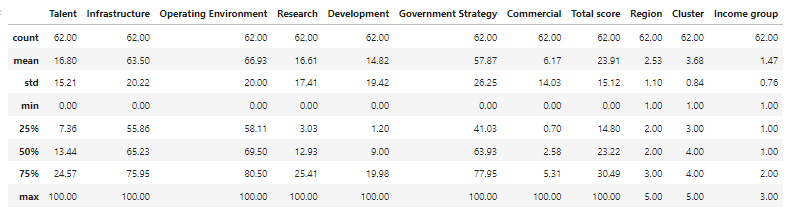 Talent Infrastructure Operating Environment Research Development Government Strategy Commercial Total score Region Cluster Income group
count 62.00 62.00 62.00 62.00 62.00 62.00 62.00 62.00 62.00 62.00 62.00
mean 16.80 63.50 66.93 16.61 14.82 57.87 6.17 23.91 2.53 3.68 1.47
std 15.21 20.22 20.00 17.41 19.42 26.25 14.03 15.12 1.10 0.84 0.76
min 0.00 0.00 0.00 0.00 0.00 0.00 0.00 0.00 1.00 1.00 1.00
25% 7.36 55.86 58.11 3.03 1.20 41.03 0.70 14.80 2.00 3.00 1.00
50% 13.44 65.23 69.50 12.93 9.00 63.93 2.58 23.22 2.00 4.00 1.00
75% 24.57 75.95 80.50 25.41 19.98 77.95 5.31 30.49 3.00 4.00 2.00
max 100.00 100.00 100.00 100.00 100.00 100.00 100.00 100.00 5.00 5.00 3.00